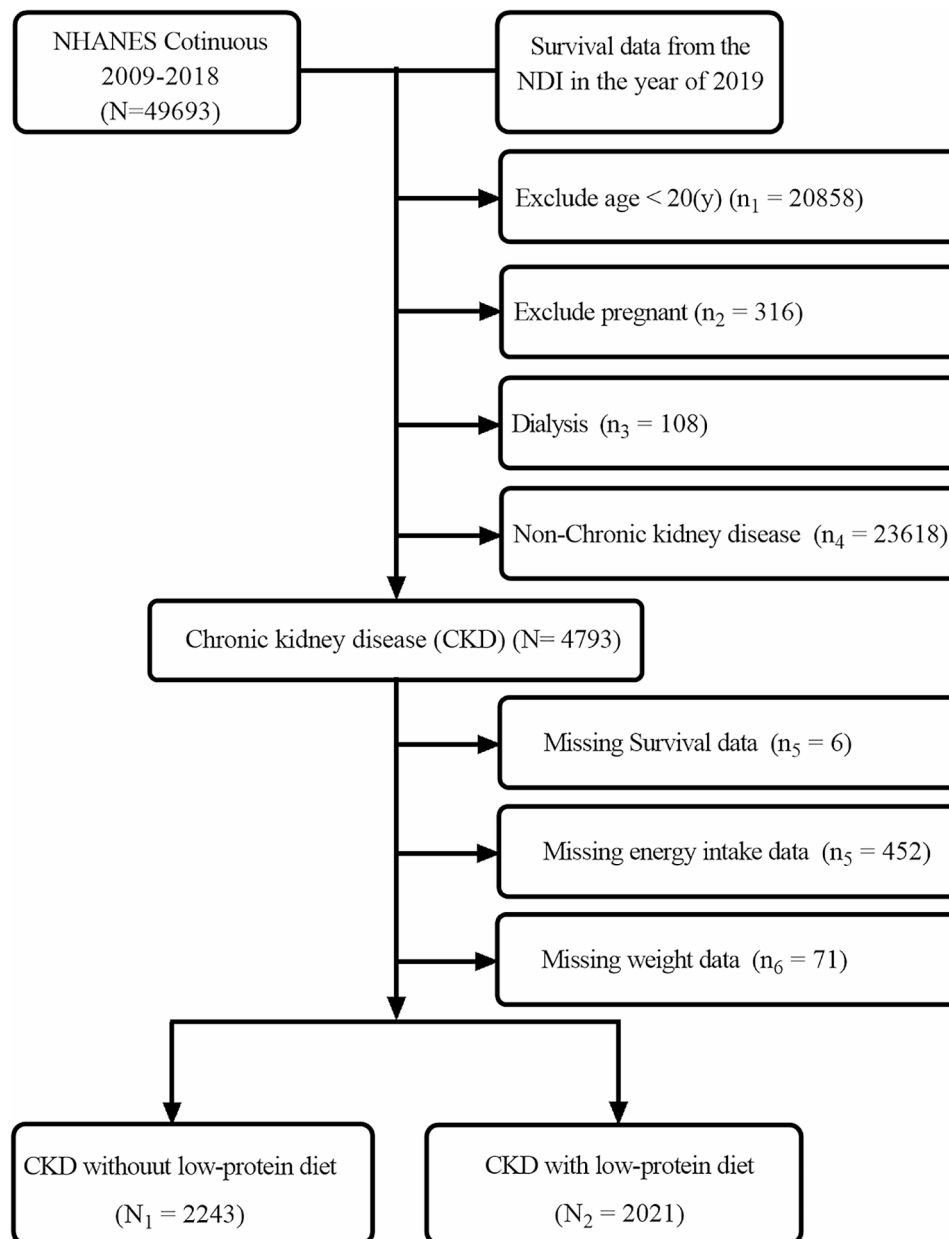 NHANES Cotinuous
2009-2018
(N=49693)
Survival data from the
NDI in the year of 2019
Exclude age < 20(y) (n₁ = 20858)
Exclude pregnant (n₂ = 316)
Dialysis (n₃ = 108)
Non-Chronic kidney disease (n₄ = 23618)
Chronic kidney disease (CKD) (N= 4793)
Missing Survival data (n₅ = 6)
Missing energy intake data (n₅ = 452)
Missing weight data (n₆ = 71)
CKD withouut low-protein diet
(N₁ = 2243)
CKD with low-protein diet
(N₂ = 2021)